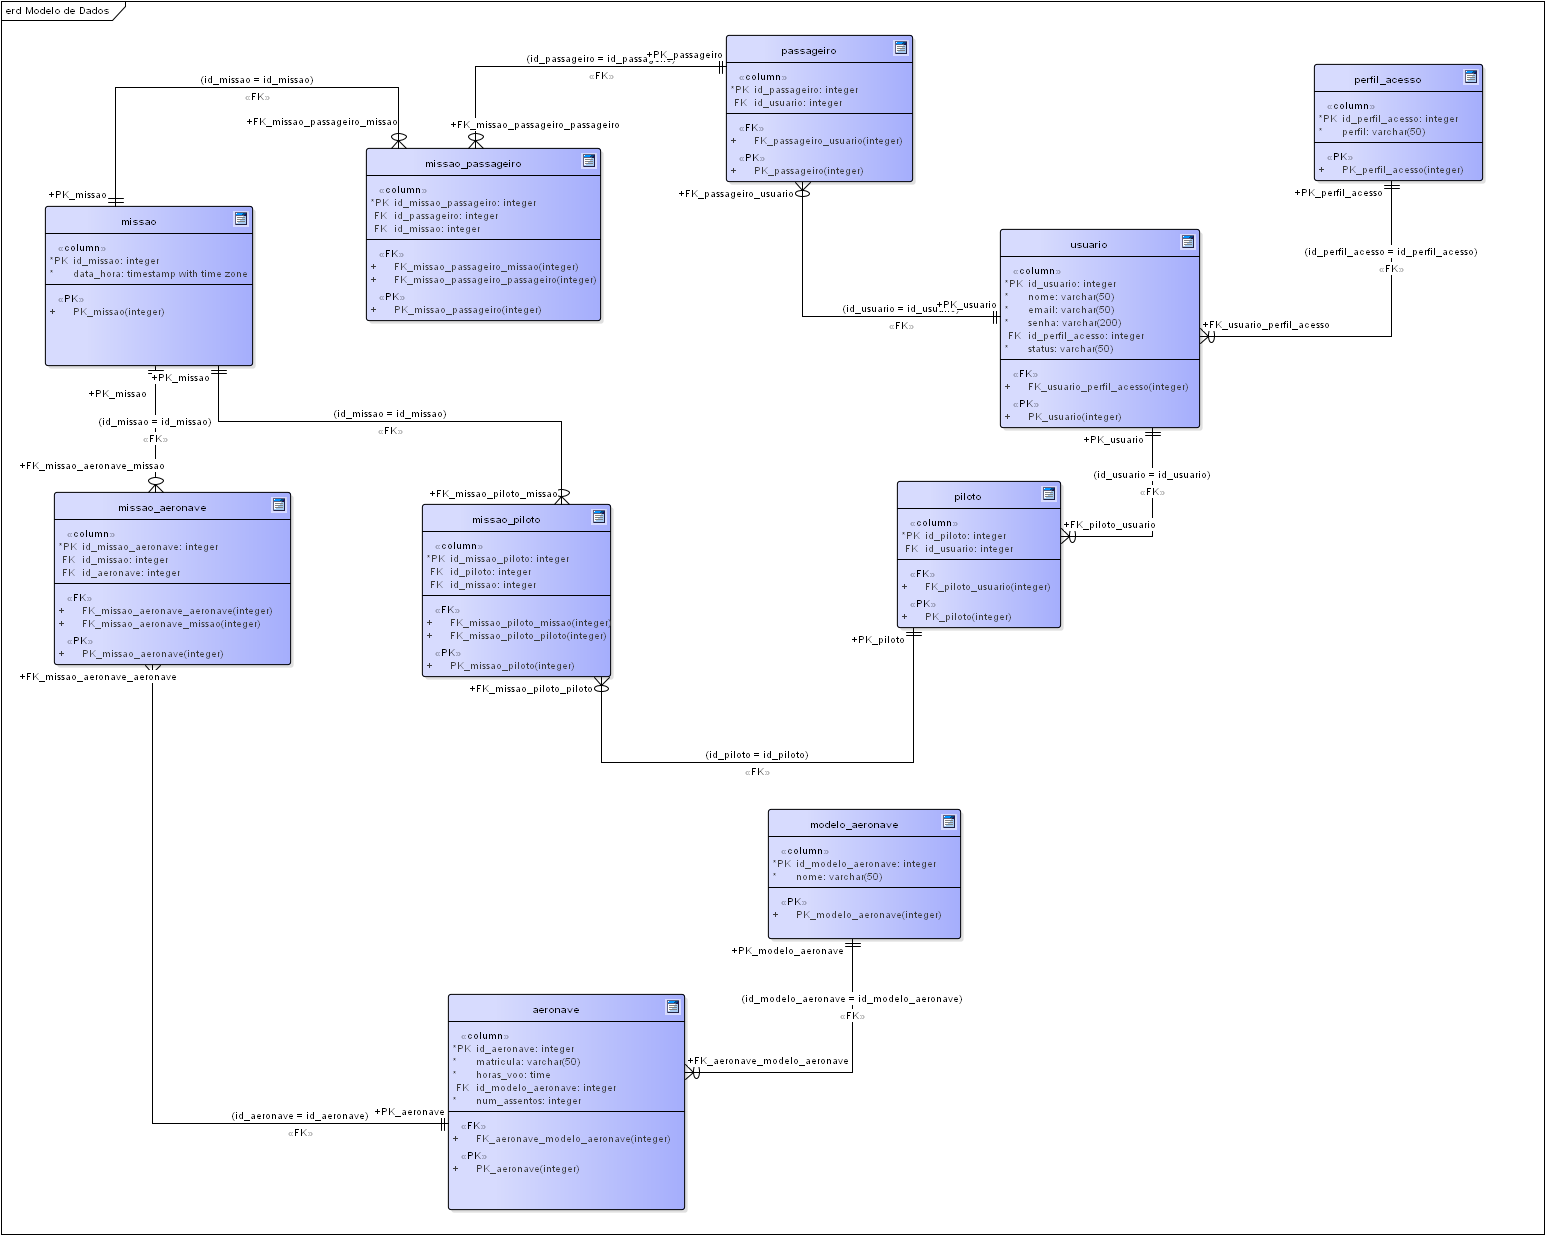 erd Modelo de Dados
(id_missao = id_missao)
«FK»
+PK_missao
+FK_missao_passageiro_missao
(id_passageiro = id_passageiro)
«FK»
+PK_passageiro
+FK_missao_passageiro_passageiro
passageiro
«column»
*PK id_passageiro: integer
FK id_usuario: integer
«FK»
+ FK_passageiro_usuario(integer)
«PK»
+ PK_passageiro(integer)
+FK_passageiro_usuario
perfil_acesso
«column»
*PK id_perfil_acesso: integer
* perfil: varchar(50)
«PK»
+ PK_perfil_acesso(integer)
+PK_perfil_acesso
(id_perfil_acesso = id_perfil_acesso)
«FK»
+FK_usuario_perfil_acesso
missao_passageiro
«column»
*PK id_missao_passageiro: integer
FK id_passageiro: integer
FK id_missao: integer
«FK»
+ FK_missao_passageiro_missao(integer)
+ FK_missao_passageiro_passageiro(integer)
«PK»
+ PK_missao_passageiro(integer)
missao
«column»
*PK id_missao: integer
* data_hora: timestamp with time zone
«PK»
+ PK_missao(integer)
usuario
«column»
*PK id_usuario: integer
* nome: varchar(50)
* email: varchar(50)
* senha: varchar(200)
FK id_perfil_acesso: integer
* status: varchar(50)
«FK»
+ FK_usuario_perfil_acesso(integer)
«PK»
+ PK_usuario(integer)
(id_usuario = id_usuario)
«FK»
+PK_usuario
+PK_missao
+PK_missao
(id_missao = id_missao)
«FK»
+FK_missao_aeronave_missao
(id_missao = id_missao)
«FK»
+FK_missao_piloto_missao
+PK_usuario
(id_usuario = id_usuario)
«FK»
+FK_piloto_usuario
missao_aeronave
«column»
*PK id_missao_aeronave: integer
FK id_missao: integer
FK id_aeronave: integer
«FK»
+ FK_missao_aeronave_aeronave(integer)
+ FK_missao_aeronave_missao(integer)
«PK»
+ PK_missao_aeronave(integer)
+FK_missao_aeronave_aeronave
missao_piloto
«column»
*PK id_missao_piloto: integer
FK id_piloto: integer
FK id_missao: integer
«FK»
+ FK_missao_piloto_missao(integer)
+ FK_missao_piloto_piloto(integer)
«PK»
+ PK_missao_piloto(integer)
+FK_missao_piloto_piloto
piloto
«column»
*PK id_piloto: integer
FK id_usuario: integer
«FK»
+ FK_piloto_usuario(integer)
«PK»
+ PK_piloto(integer)
+PK_piloto
(id_piloto = id_piloto)
«FK»
modelo_aeronave
«column»
*PK id_modelo_aeronave: integer
* nome: varchar(50)
«PK»
+ PK_modelo_aeronave(integer)
+PK_modelo_aeronave
(id_modelo_aeronave = id_modelo_aeronave)
«FK»
+FK_aeronave_modelo_aeronave
aeronave
«column»
*PK id_aeronave: integer
* matricula: varchar(50)
* horas_voo: time
FK id_modelo_aeronave: integer
* num_assentos: integer
«FK»
+ FK_aeronave_modelo_aeronave(integer)
«PK»
+ PK_aeronave(integer)
(id_aeronave = id_aeronave)
«FK»
+PK_aeronave